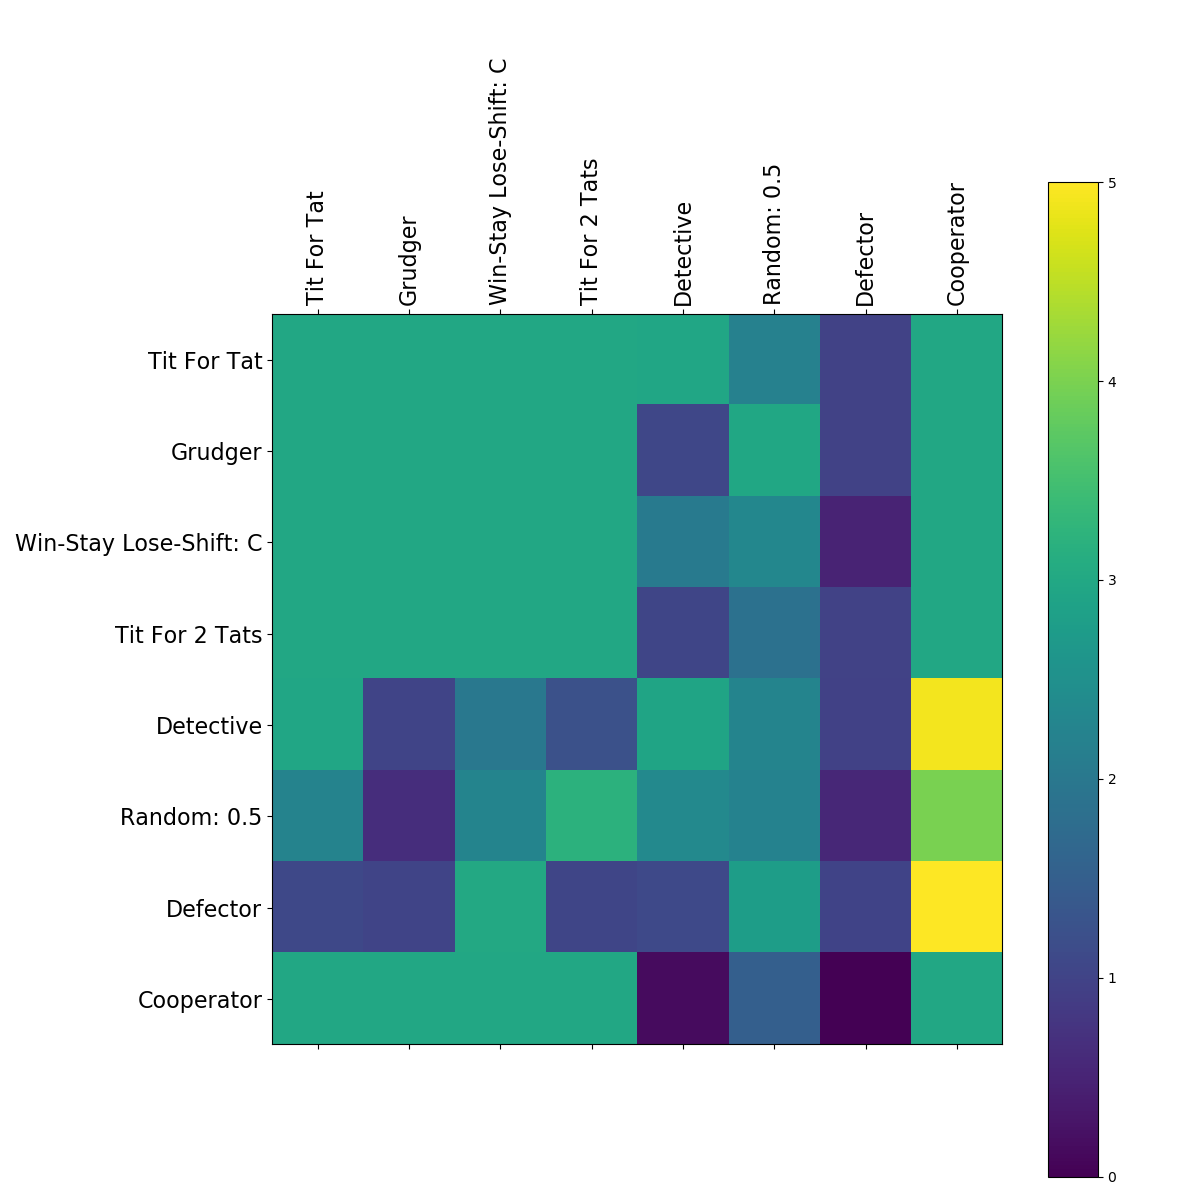 Tit For Tat
Grudger
Win-Stay Lose-Shift: C
Tit For 2 Tats
Detective
Random: 0.5
Defector
Cooperator
Tit For Tat
Grudger
Win-Stay Lose-Shift: C
Tit For 2 Tats
Detective
Random: 0.5
Defector
Cooperator
5
4
3
2
1
0